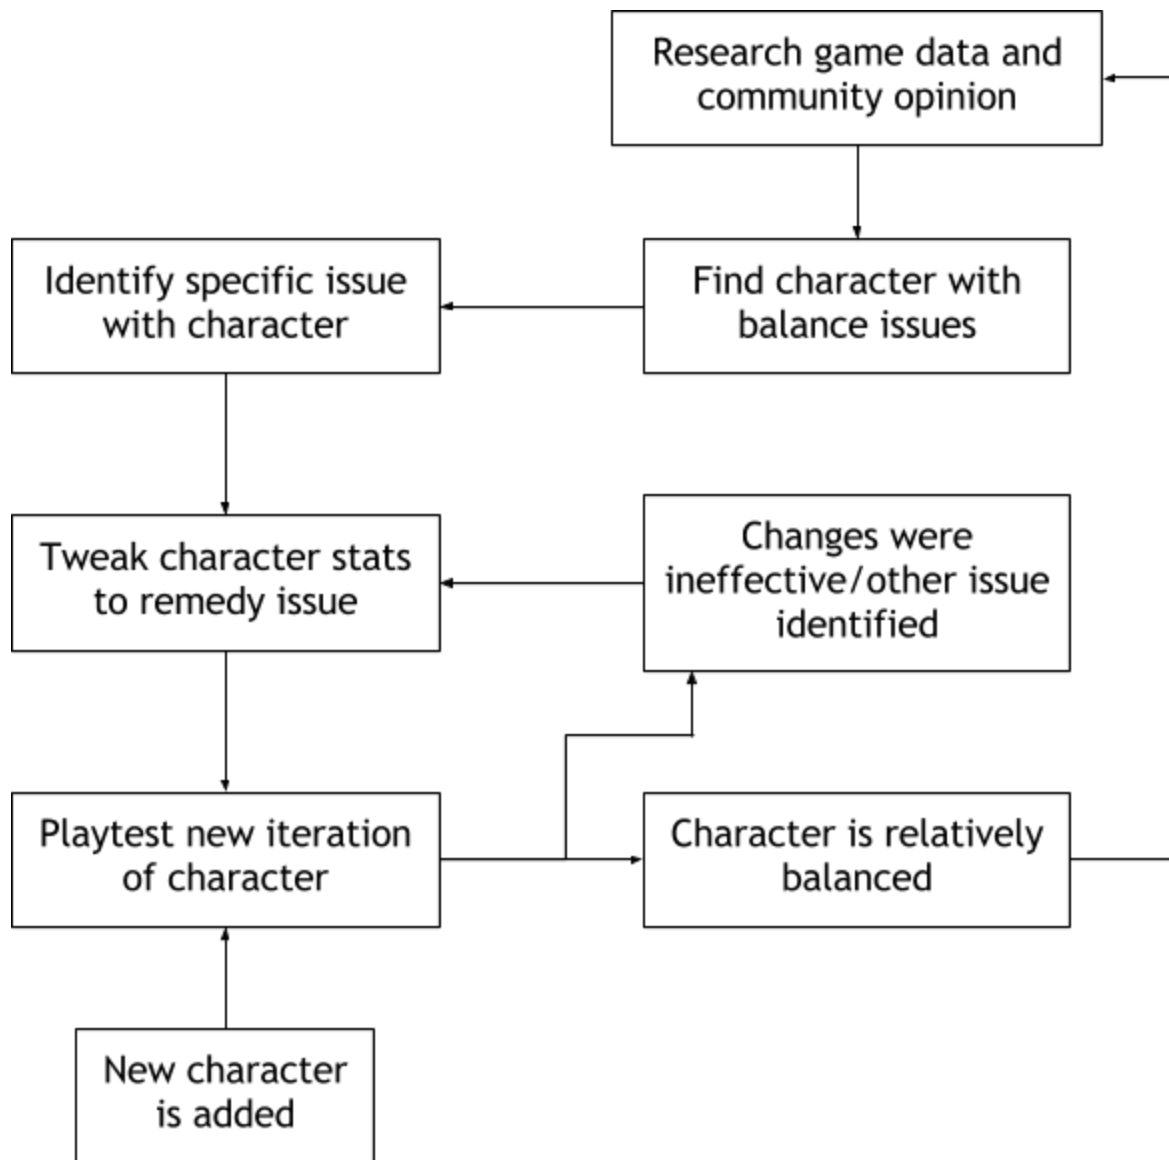 Research game data and
community opinion
Identify specific issue
with character
Find character with
balance issues
Tweak character stats
to remedy issue
Changes were
ineffective/other issue
identified
Playtest new iteration
of character
Character is relatively
balanced
New character
is added